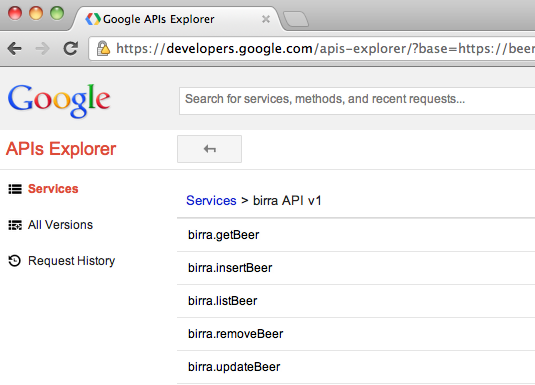 Google APIs Explorer
https://developers.google.com/apis-explorer/?base=https://beer
Google
Search for services, methods, and recent requests...
APIs Explorer
Services
All Versions
Request History
Services > birra API v1
birra.getBeer
birra.insertBeer
birra.listBeer
birra.removeBeer
birra.updateBeer